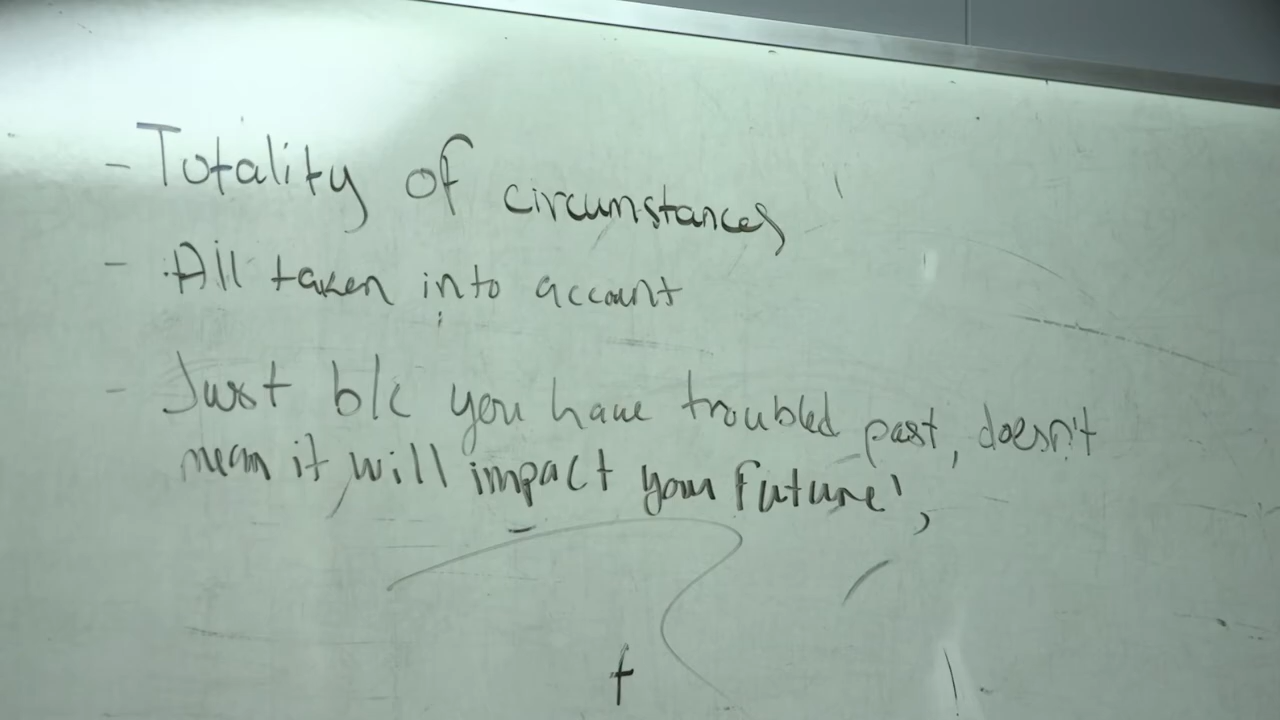 - Totality of circumstances
- All taken into account
- Just b/c you have troubled past, doesn't
mean it will impact your future',
t